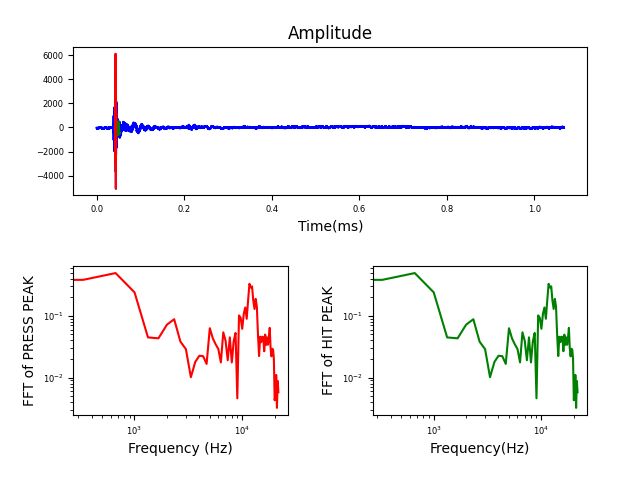 Amplitude
6000
4000
2000
0
−2000
−4000
0.0 0.2 0.4 0.6 0.8 1.0
Time(ms)
FFT of PRESS PEAK
10⁻¹
10⁻²
10³ 10⁴
Frequency (Hz)
FFT of HIT PEAK
10⁻¹
10⁻²
10³ 10⁴
Frequency(Hz)